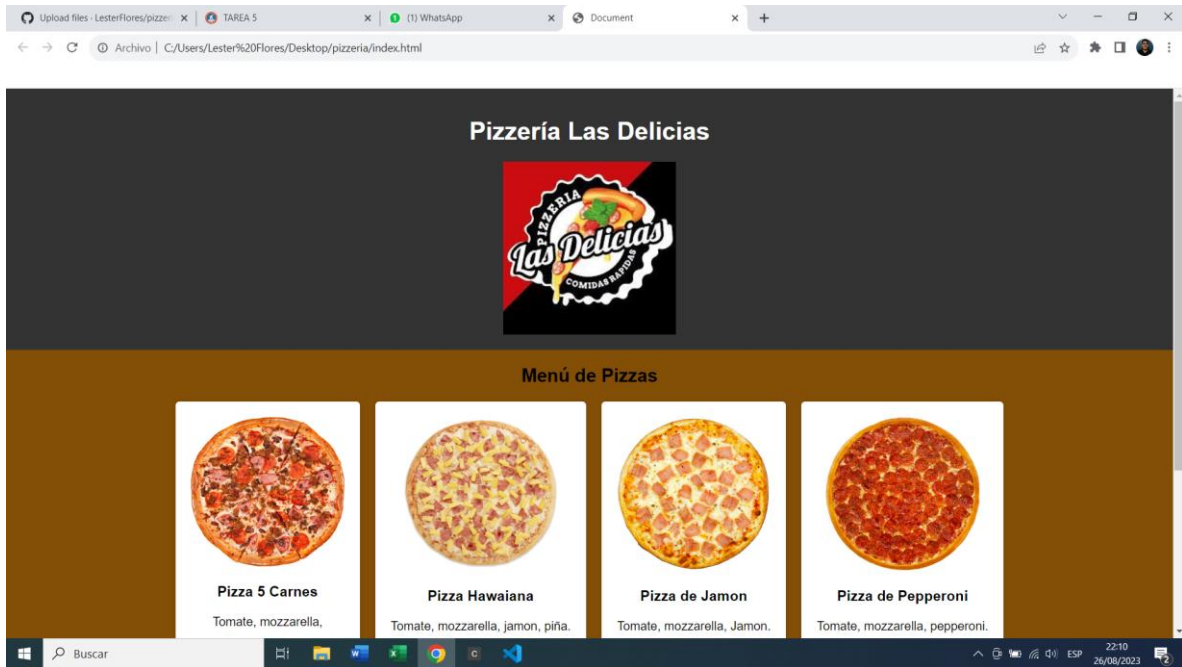 Upload files · LesterFlores/pizzeri
TAREA 5
(1) WhatsApp
Document
Archivo | C:/Users/Lester%20Flores/Desktop/pizzeria/index.html
Pizzería Las Delicias
PIZZERIA
Las Delicias
COMIDAS RAPIDAS
Menú de Pizzas
Pizza 5 Carnes
Pizza Hawaiana
Pizza de Jamon
Pizza de Pepperoni
Tomate, mozzarella,
Tomate, mozzarella, jamon, piña.
Tomate, mozzarella, Jamon.
Tomate, mozzarella, pepperoni.
Buscar
ESP
22:10
26/08/2023
2